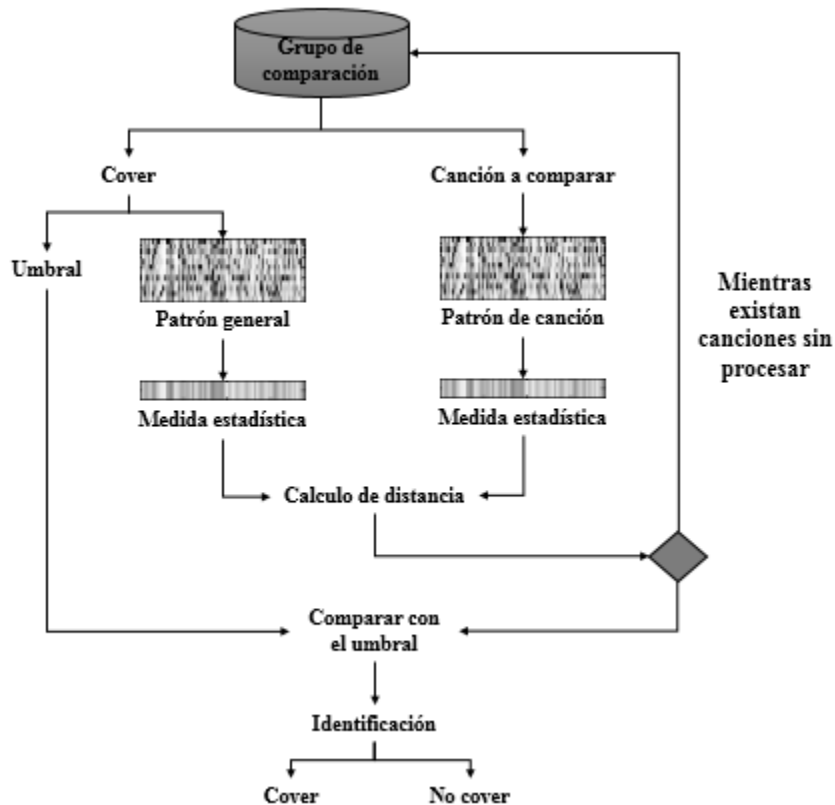 Grupo de
comparación
Cover
Canción a comparar
Umbral
Patrón general
Patrón de canción
Mientras
existan
canciones sin
procesar
Medida estadística
Medida estadística
Calculo de distancia
Comparar con
el umbral
Identificación
Cover
No cover